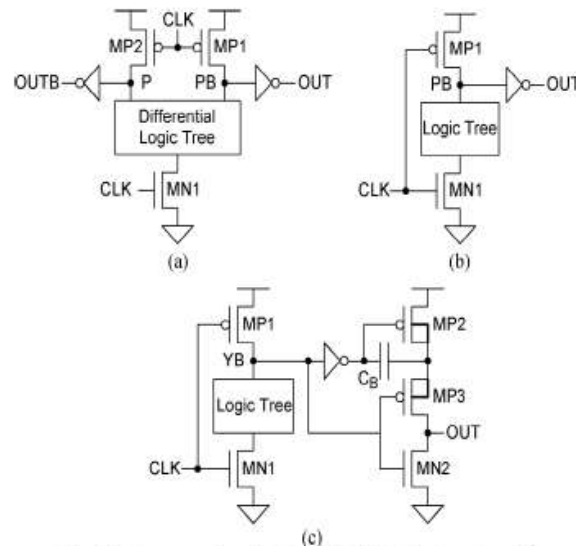 CLK
MP2 MP1
OUTB P PB OUT
Differential
Logic Tree
CLK MN1
(a)
MP1
PB OUT
Logic Tree
CLK MN1
(b)
MP1 MP2
YB
CB
Logic Tree MP3
OUT
CLK MN1 MN2
(c)